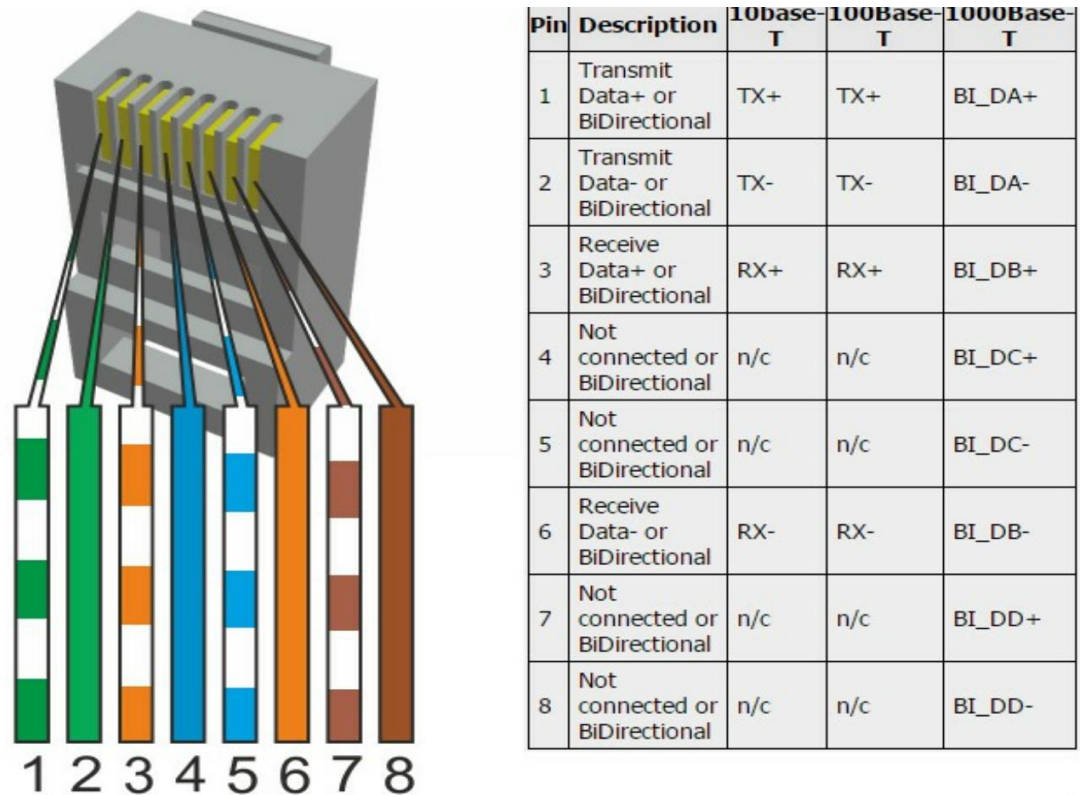 Pin Description 10base-T 100Base-T 1000Base-T
1 Transmit Data+ or BiDirectional TX+ TX+ BI_DA+
2 Transmit Data- or BiDirectional TX- TX- BI_DA-
3 Receive Data+ or BiDirectional RX+ RX+ BI_DB+
4 Not connected or BiDirectional n/c n/c BI_DC+
5 Not connected or BiDirectional n/c n/c BI_DC-
6 Receive Data- or BiDirectional RX- RX- BI_DB-
7 Not connected or BiDirectional n/c n/c BI_DD+
8 Not connected or BiDirectional n/c n/c BI_DD-
1 2 3 4 5 6 7 8